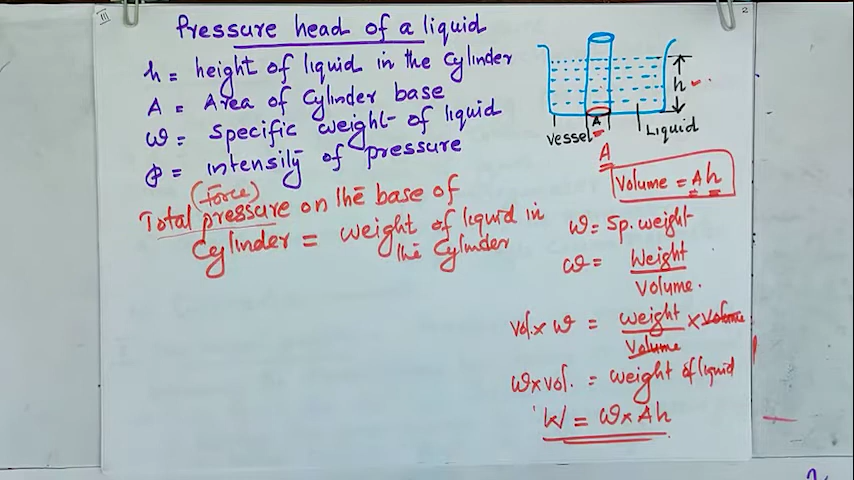 III
2
Pressure head of a liquid
h = height of liquid in the cylinder
A = Area of Cylinder base
ω = Specific weight of liquid
p = intensity of pressure
(Force)
Total pressure on the base of
Cylinder = weight of liquid in
the Cylinder
h
A
Vessel
Liquid
A
Volume = Ah
ω = Sp. weight
ω = Weight
Volume.
Vol. x ω = weight x Volume
Volume
ω x vol. = weight of liquid
W = ω x Ah